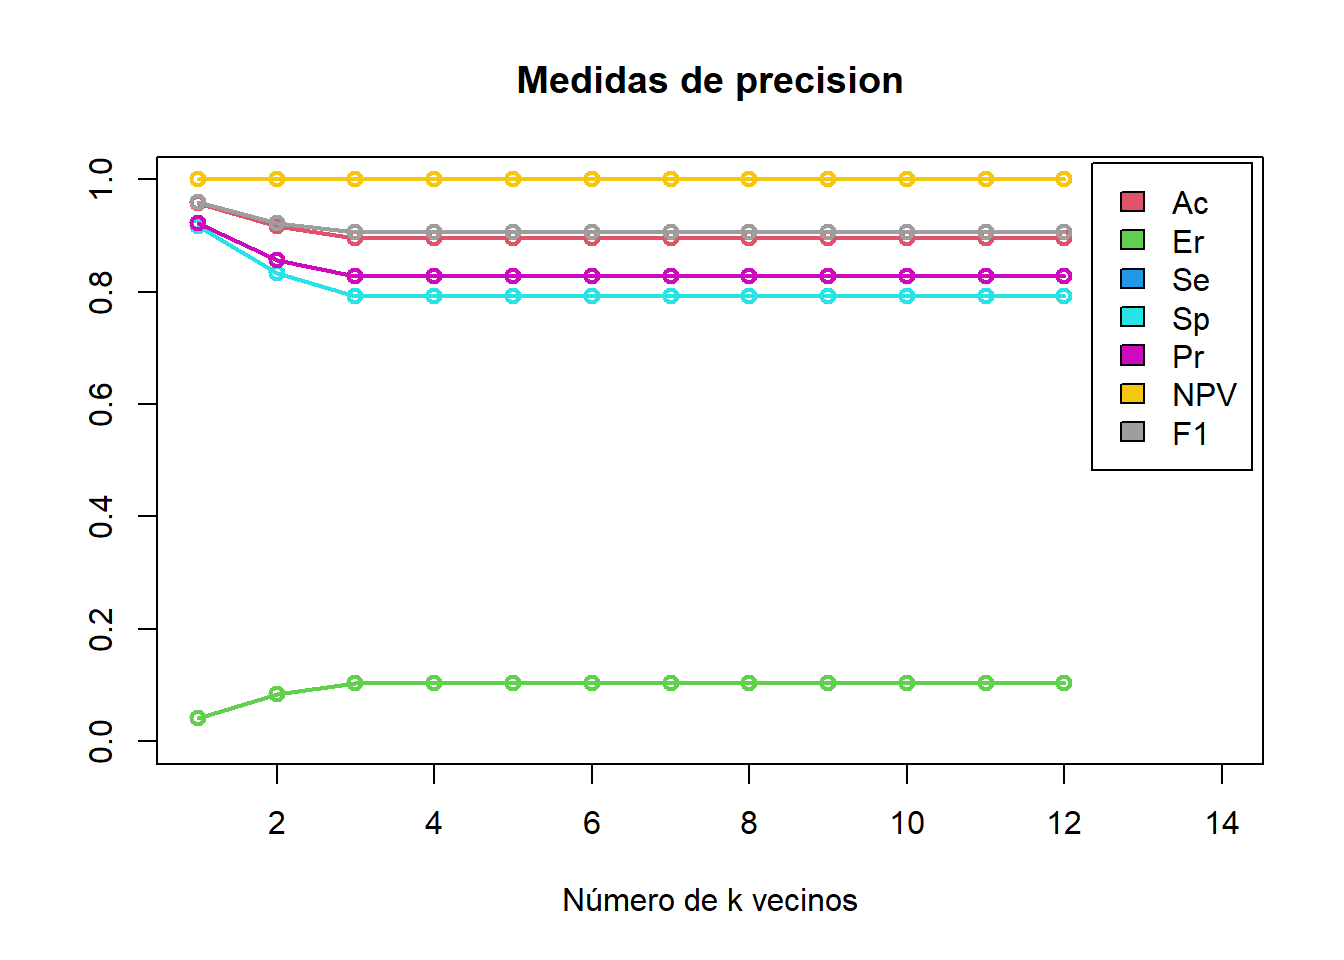 Medidas de precision
1.0
0.8
0.6
0.4
0.2
0.0
Ac
Er
Se
Sp
Pr
NPV
F1
2 4 6 8 10 12 14
Número de k vecinos